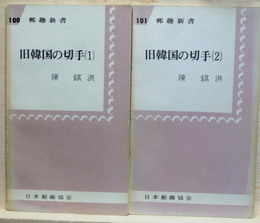 100 郵趣新書
旧韓国の切手(1)
陳錤洪
日本郵趣協会
101 郵趣新書
旧韓国の切手(2)
陳錤洪
日本郵趣協会